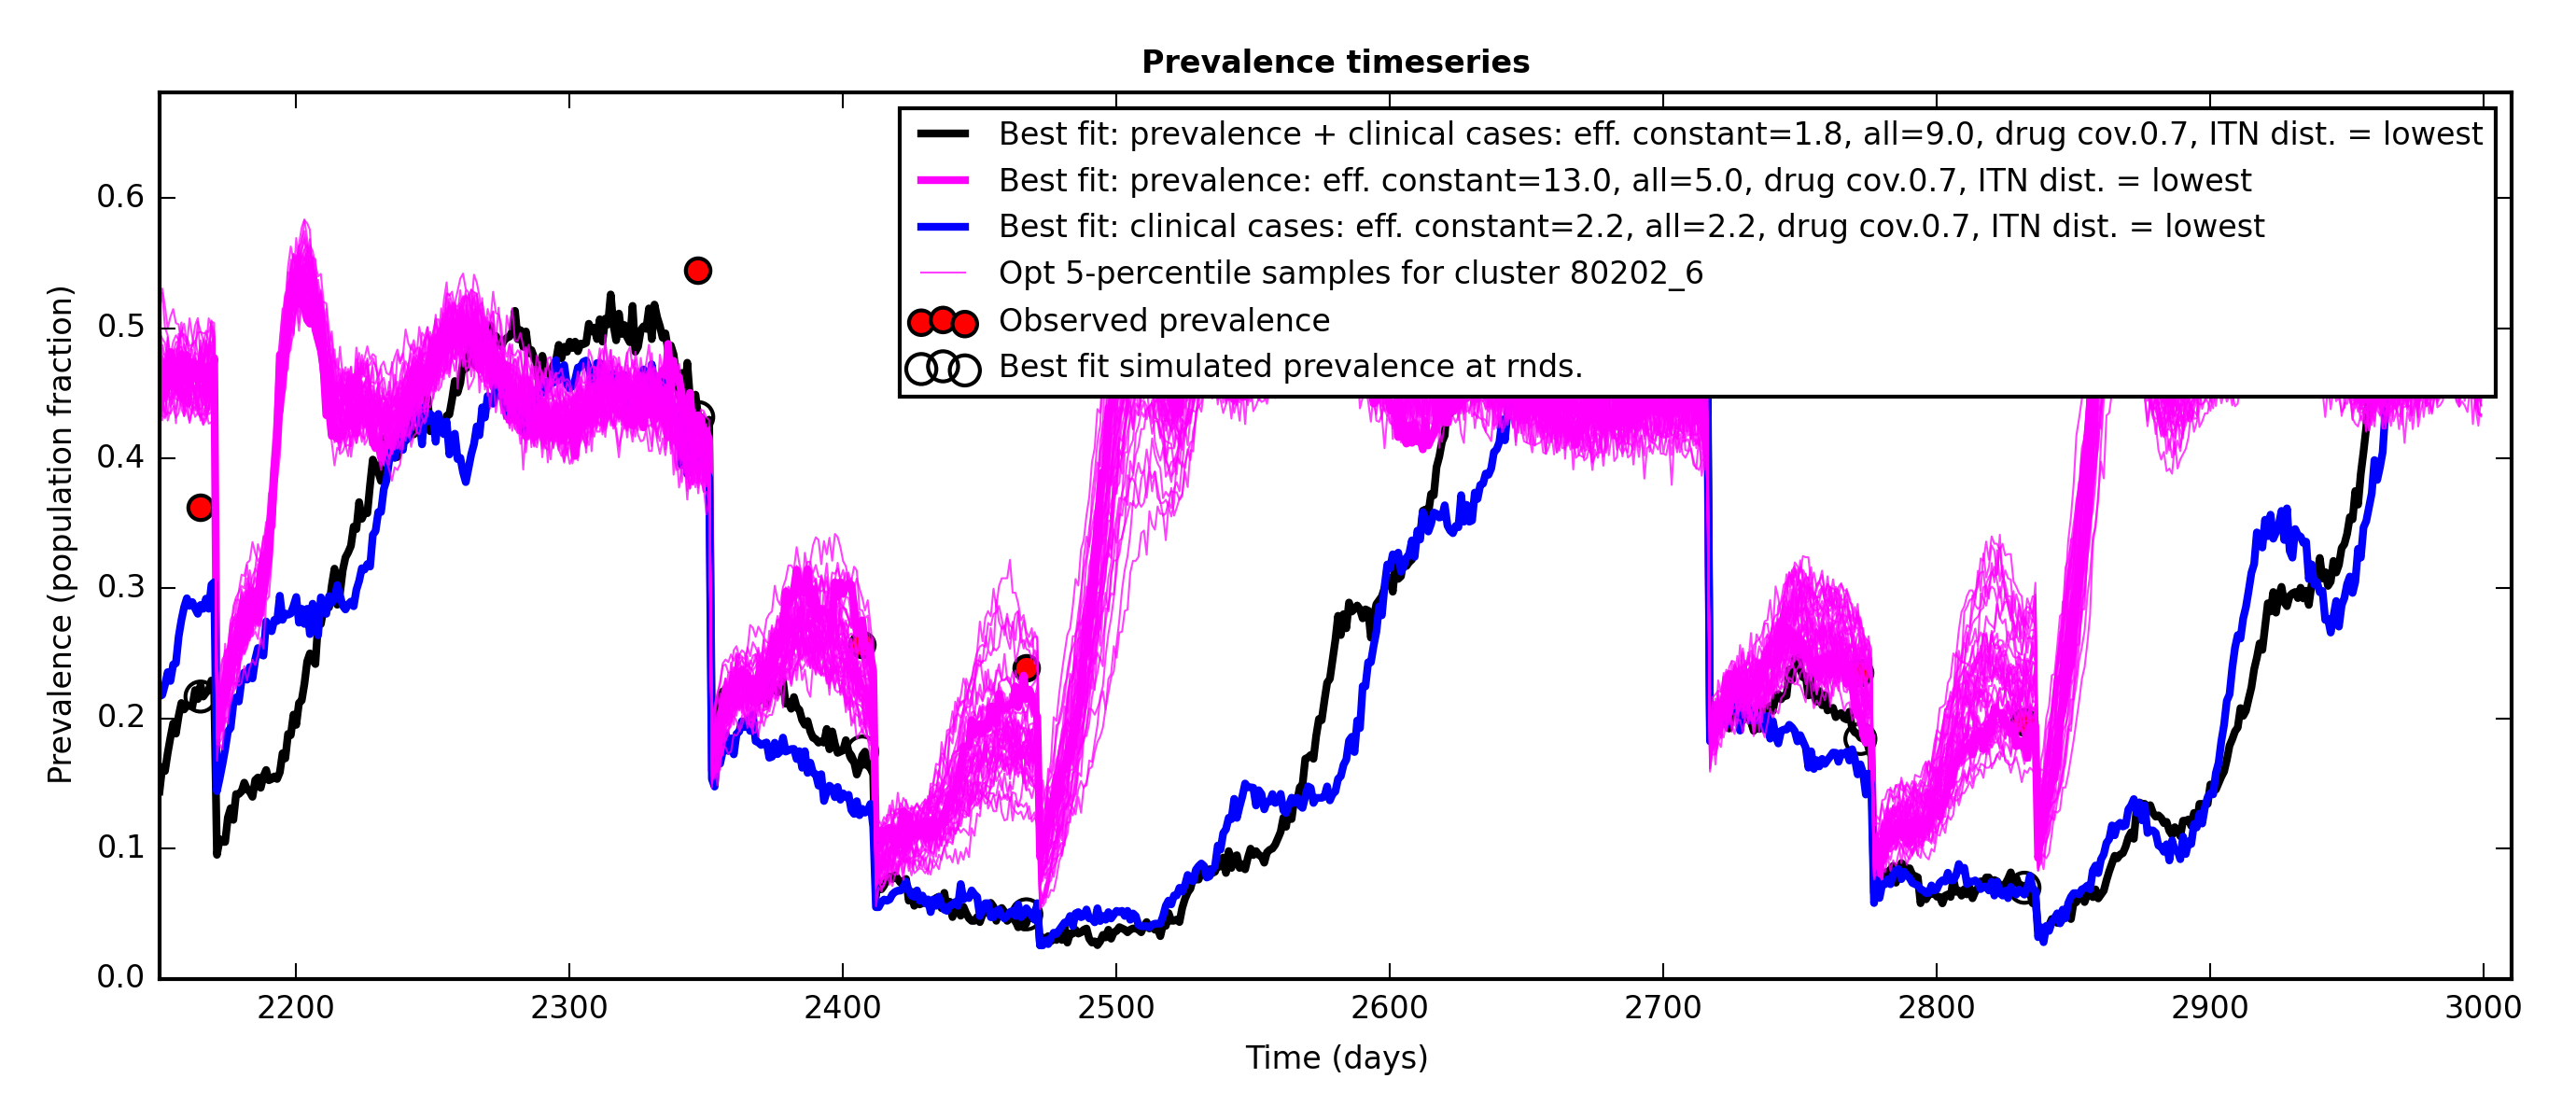 Prevalence timeseries
Best fit: prevalence + clinical cases: eff. constant=1.8, all=9.0, drug cov.0.7, ITN dist. = lowest
Best fit: prevalence: eff. constant=13.0, all=5.0, drug cov.0.7, ITN dist. = lowest
Best fit: clinical cases: eff. constant=2.2, all=2.2, drug cov.0.7, ITN dist. = lowest
Opt 5-percentile samples for cluster 80202_6
Observed prevalence
Best fit simulated prevalence at rnds.
Prevalence (population fraction)
0.6
0.5
0.4
0.3
0.2
0.1
0.0
2200 2300 2400 2500 2600 2700 2800 2900 3000
Time (days)